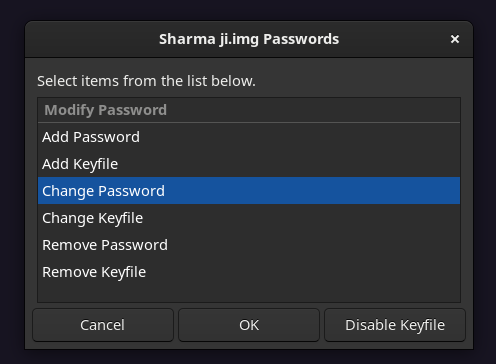 Sharma ji.img Passwords
×
Select items from the list below.
Modify Password
Add Password
Add Keyfile
Change Password
Change Keyfile
Remove Password
Remove Keyfile
Cancel
OK
Disable Keyfile